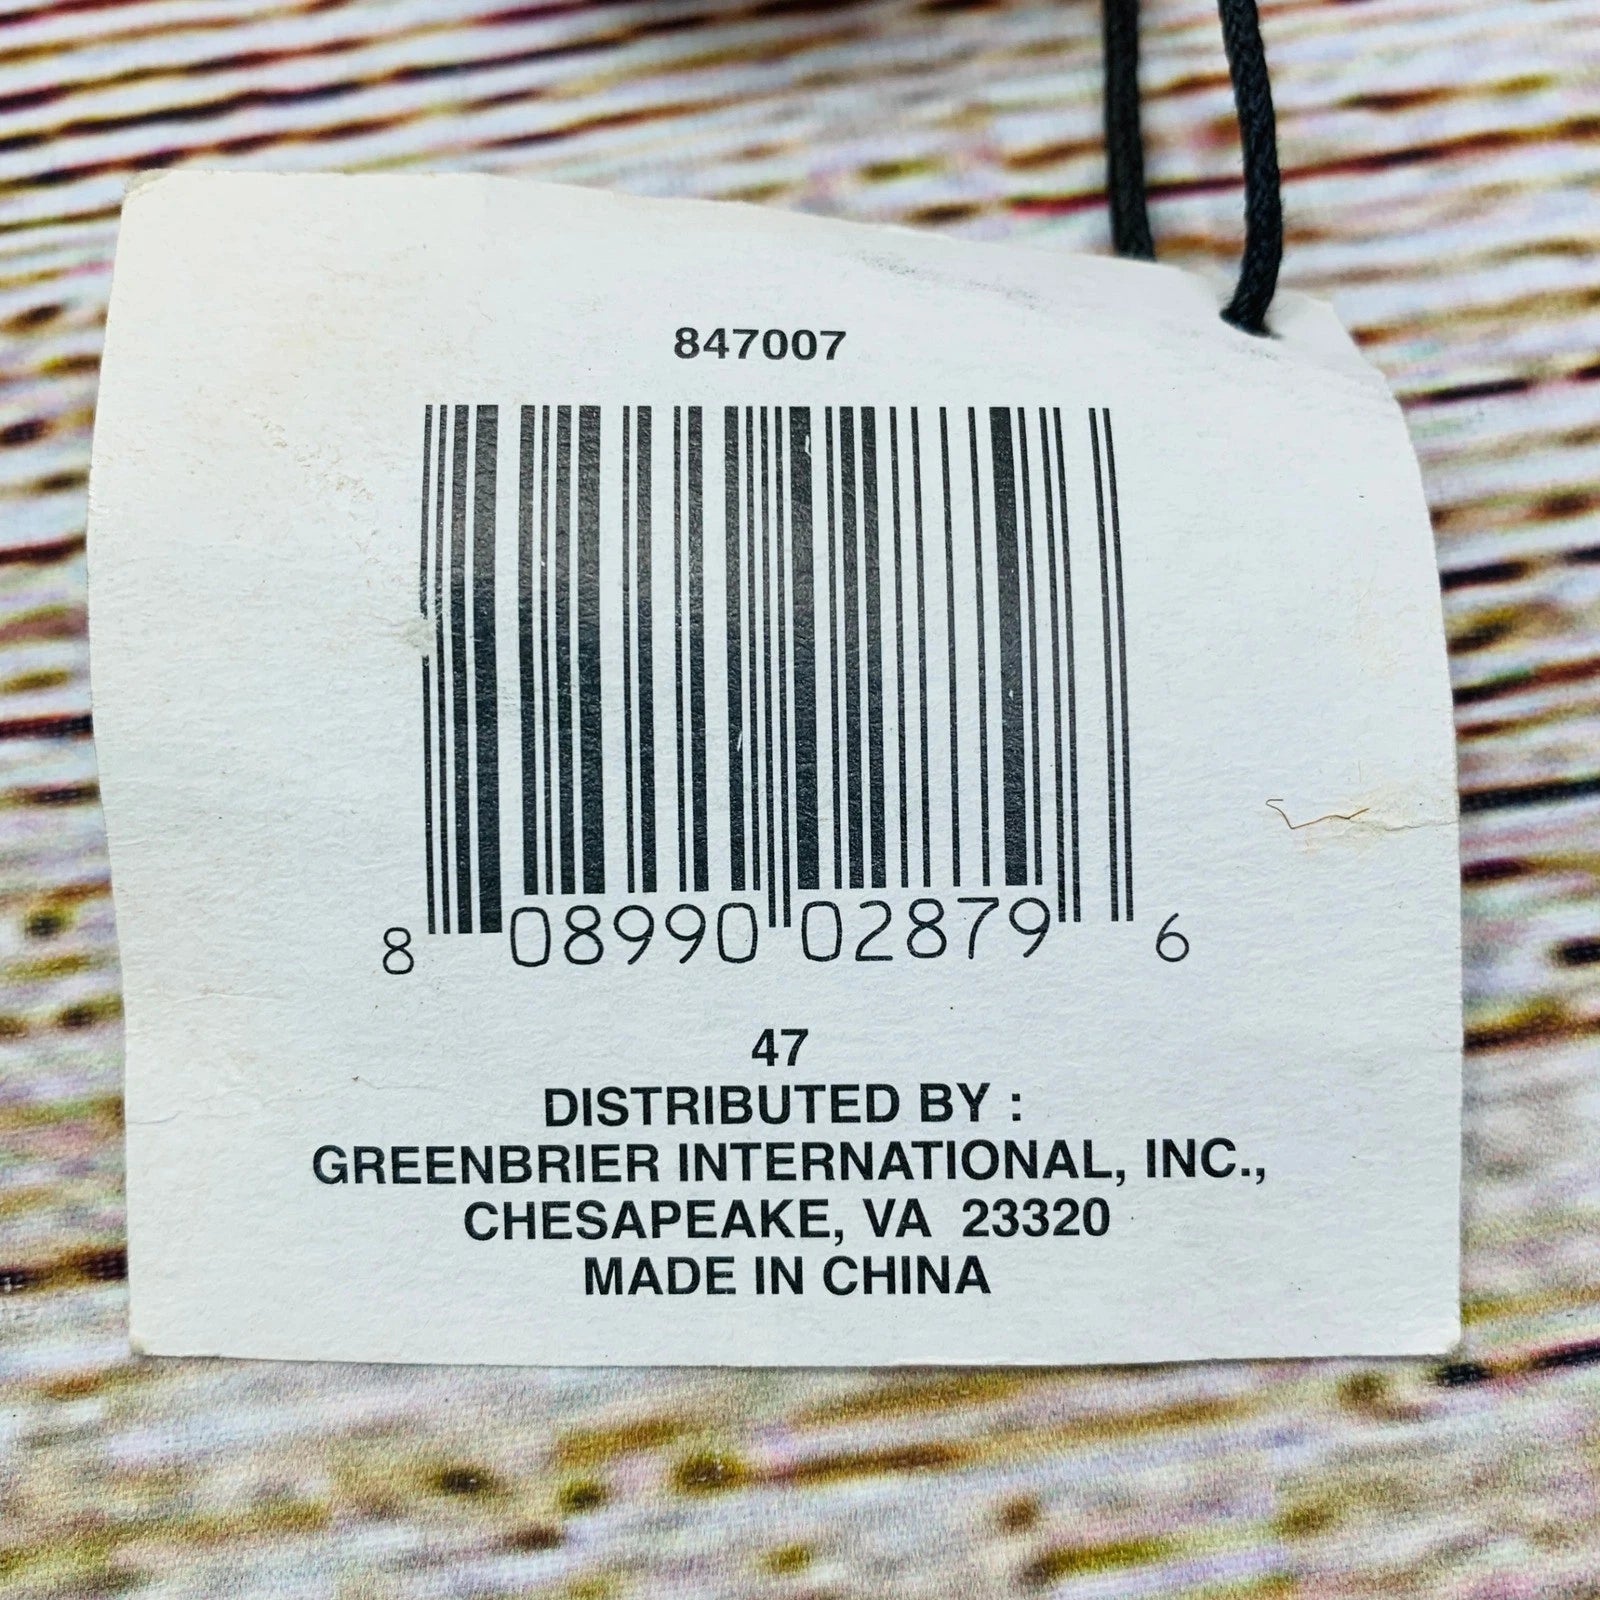 847007
8 08990 02879 6
47
DISTRIBUTED BY :
GREENBRIER INTERNATIONAL, INC.,
CHESAPEAKE, VA 23320
MADE IN CHINA